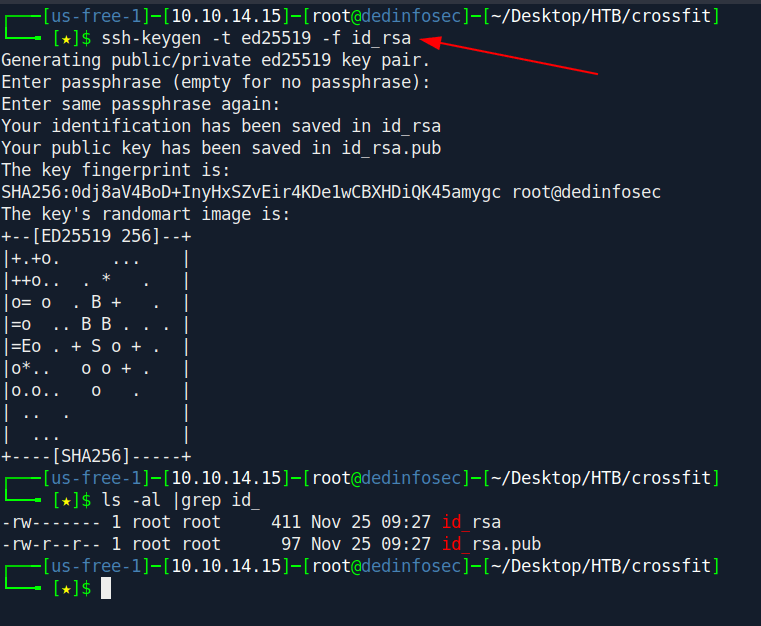 ┌──[us-free-1]─[10.10.14.15]─[root@dedinfosec]─[~/Desktop/HTB/crossfit]
└──╼ [★]$ ssh-keygen -t ed25519 -f id_rsa
Generating public/private ed25519 key pair.
Enter passphrase (empty for no passphrase):
Enter same passphrase again:
Your identification has been saved in id_rsa
Your public key has been saved in id_rsa.pub
The key fingerprint is:
SHA256:0dj8aV4BoD+InyHxSZvEir4KDe1wCBXHDiQK45amygc root@dedinfosec
The key's randomart image is:
+--[ED25519 256]--+
|+.+o.     ...    |
|++o.. . *   .    |
|o= o  . B +   .  |
|=o  .. B B . . . |
|=Eo . + S o + .  |
|o*..   o o + .   |
|o.o..   o   .    |
| ..  .           |
|  ...            |
+----[SHA256]-----+
┌──[us-free-1]─[10.10.14.15]─[root@dedinfosec]─[~/Desktop/HTB/crossfit]
└──╼ [★]$ ls -al |grep id_
-rw------- 1 root root     411 Nov 25 09:27 id_rsa
-rw-r--r-- 1 root root      97 Nov 25 09:27 id_rsa.pub
┌──[us-free-1]─[10.10.14.15]─[root@dedinfosec]─[~/Desktop/HTB/crossfit]
└──╼ [★]$